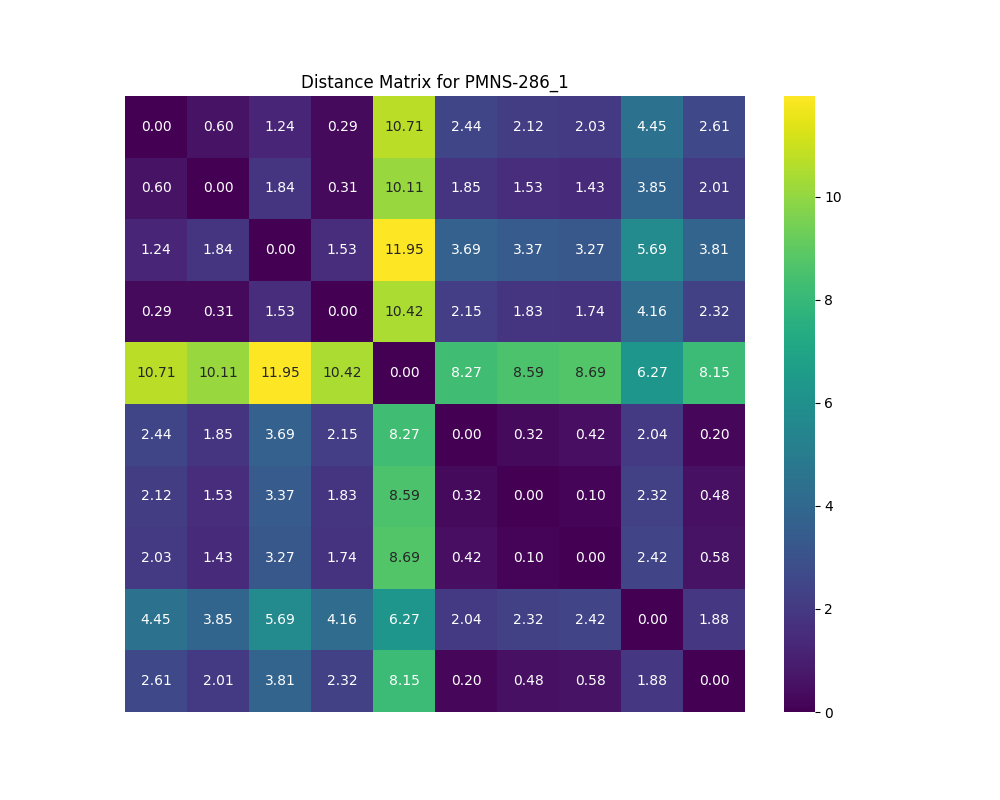 Distance Matrix for PMNS-286_1
0.00 0.60 1.24 0.29 10.71 2.44 2.12 2.03 4.45 2.61
0.60 0.00 1.84 0.31 10.11 1.85 1.53 1.43 3.85 2.01
1.24 1.84 0.00 1.53 11.95 3.69 3.37 3.27 5.69 3.81
0.29 0.31 1.53 0.00 10.42 2.15 1.83 1.74 4.16 2.32
10.71 10.11 11.95 10.42 0.00 8.27 8.59 8.69 6.27 8.15
2.44 1.85 3.69 2.15 8.27 0.00 0.32 0.42 2.04 0.20
2.12 1.53 3.37 1.83 8.59 0.32 0.00 0.10 2.32 0.48
2.03 1.43 3.27 1.74 8.69 0.42 0.10 0.00 2.42 0.58
4.45 3.85 5.69 4.16 6.27 2.04 2.32 2.42 0.00 1.88
2.61 2.01 3.81 2.32 8.15 0.20 0.48 0.58 1.88 0.00
10
8
6
4
2
0